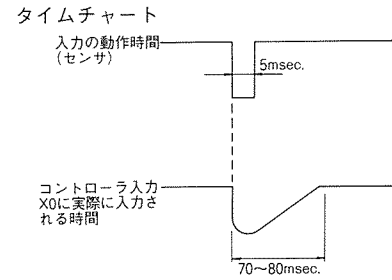 タイムチャート
入力の動作時間
(センサ)
5msec.
コントローラ入力
X0に実際に入力さ
れる時間
70〜80msec.